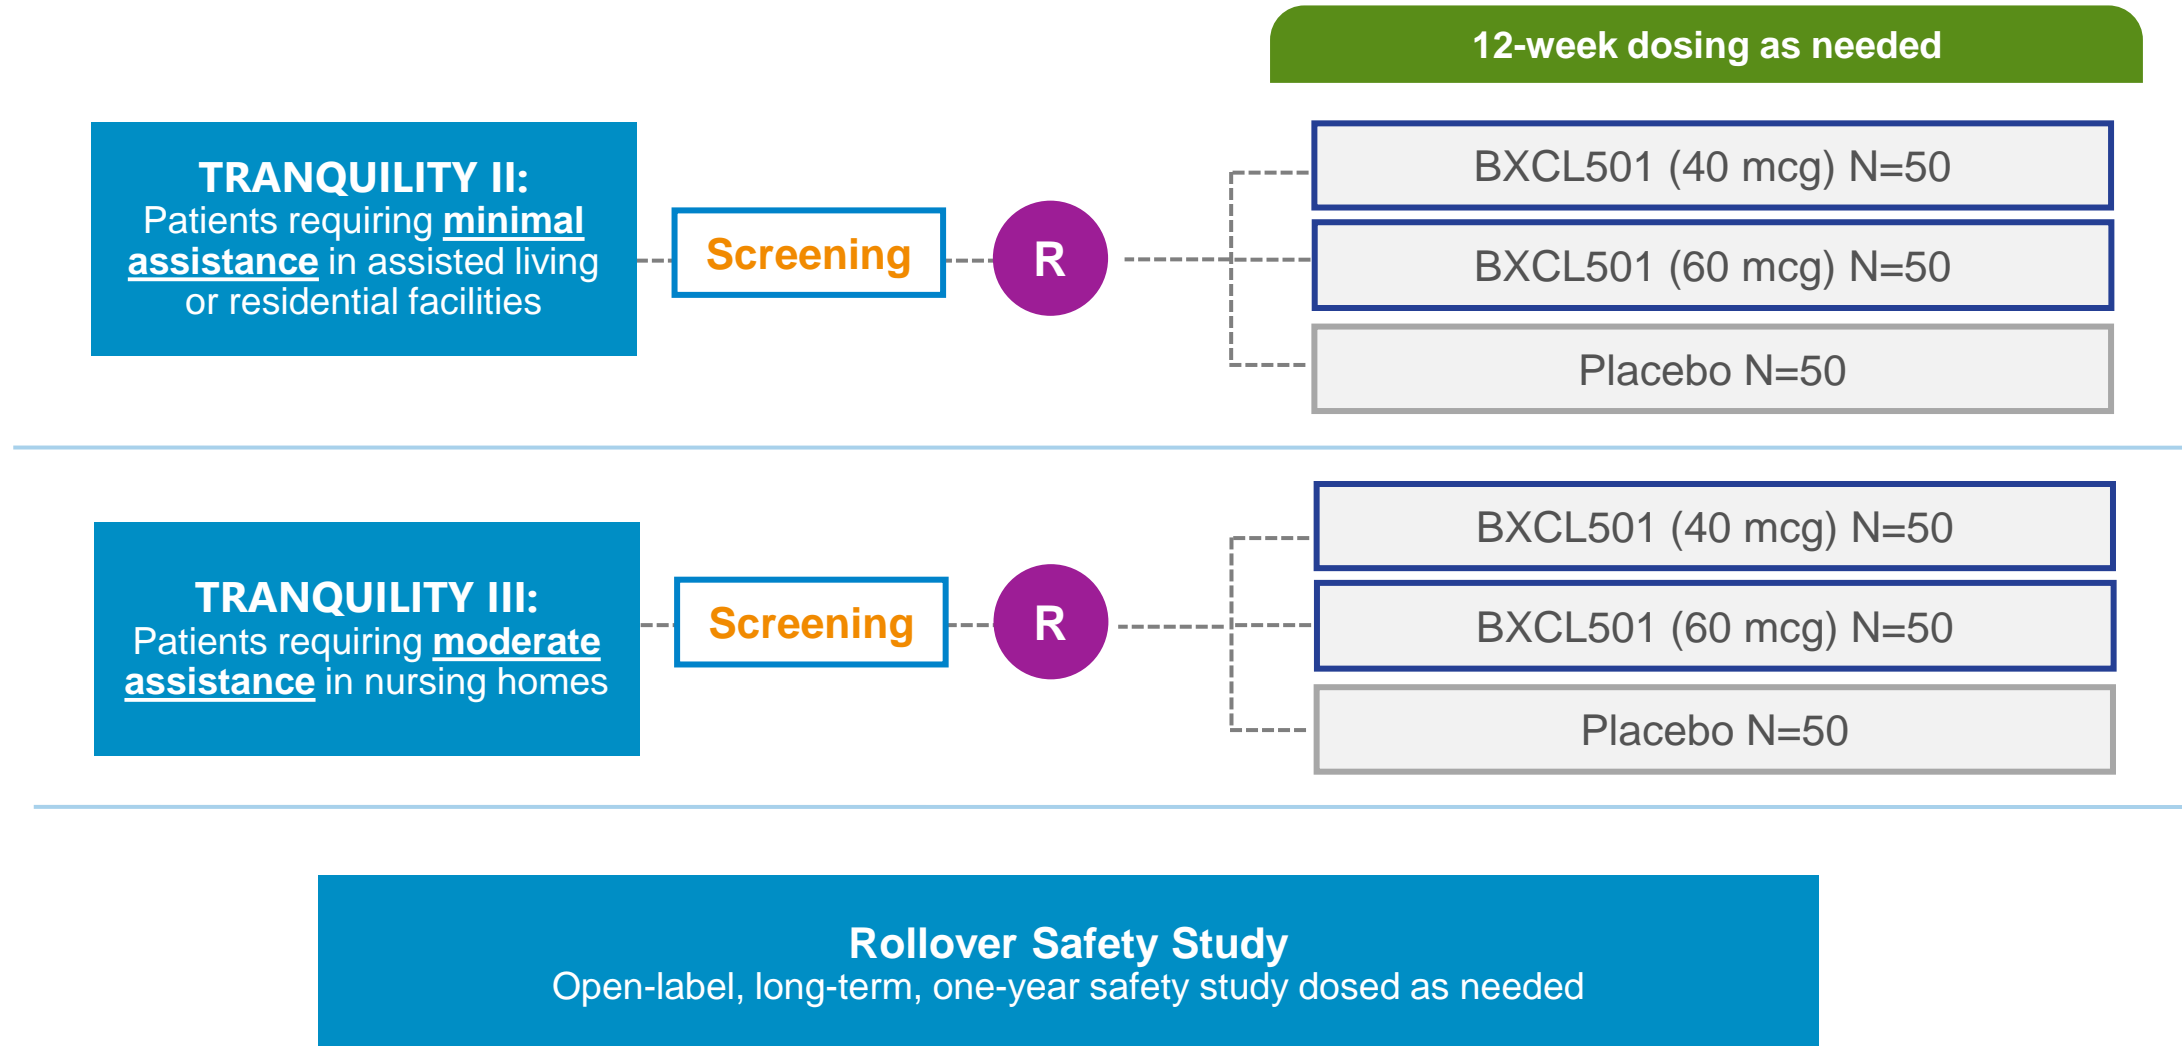 12-week dosing as needed
TRANQUILITY II:
Patients requiring minimal
assistance in assisted living
or residential facilities
Screening
R
BXCL501 (40 mcg) N=50
BXCL501 (60 mcg) N=50
Placebo N=50
TRANQUILITY III:
Patients requiring moderate
assistance in nursing homes
Screening
R
BXCL501 (40 mcg) N=50
BXCL501 (60 mcg) N=50
Placebo N=50
Rollover Safety Study
Open-label, long-term, one-year safety study dosed as needed